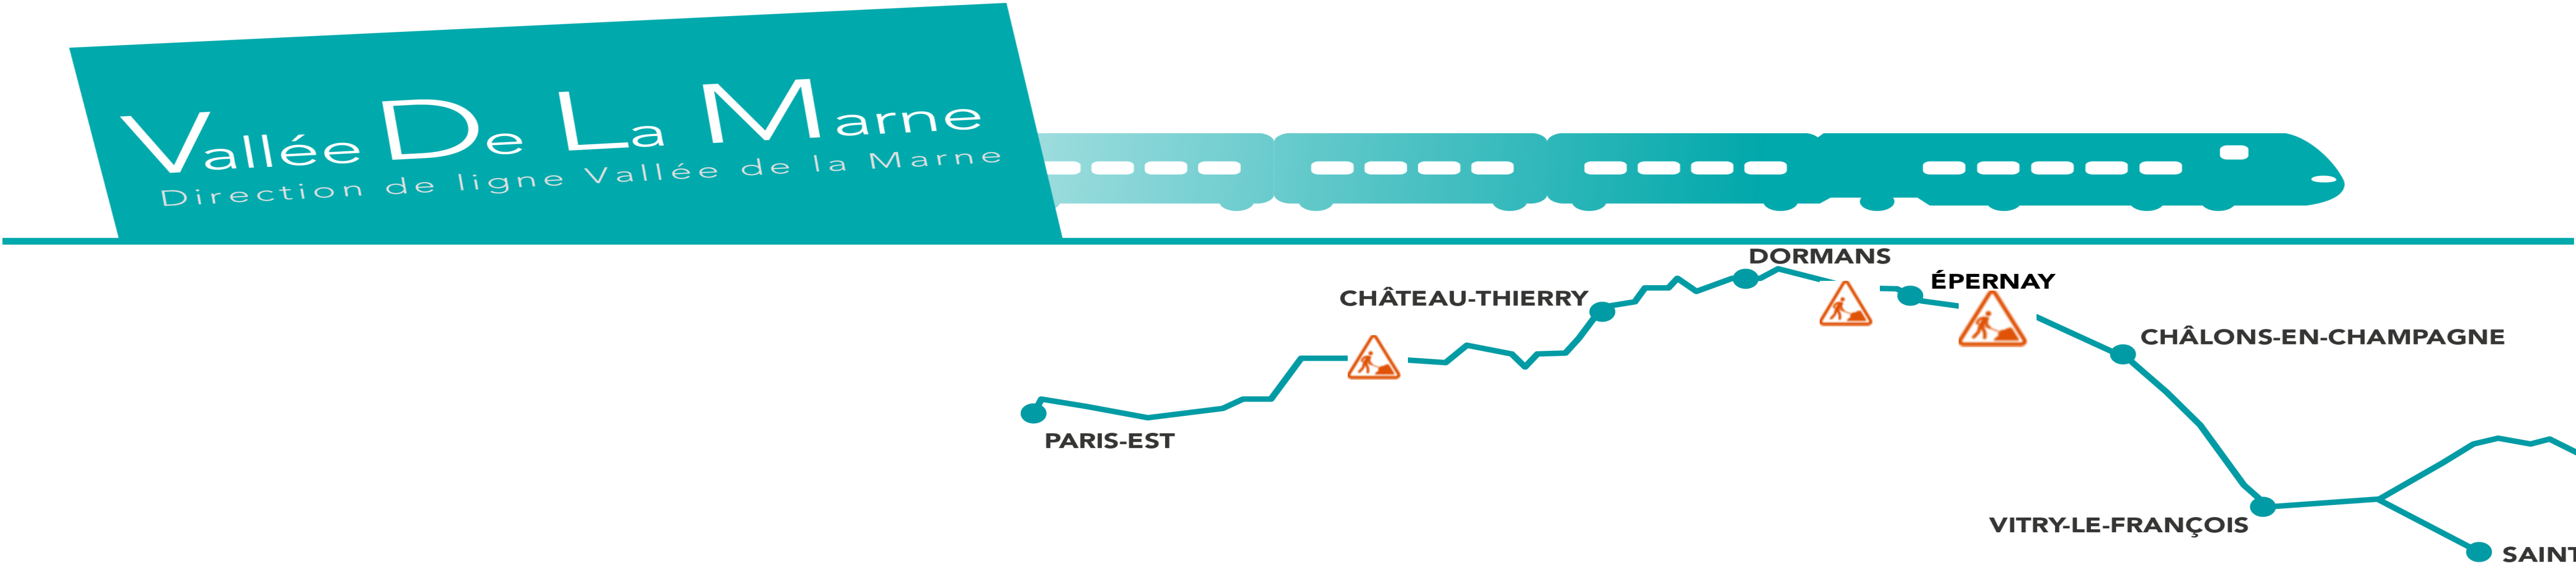 Vallée De La Marne
Direction de ligne Vallée de la Marne
DORMANS
ÉPERNAY
CHÂTEAU-THIERRY
CHÂLONS-EN-CHAMPAGNE
PARIS-EST
VITRY-LE-FRANÇOIS
SAINT